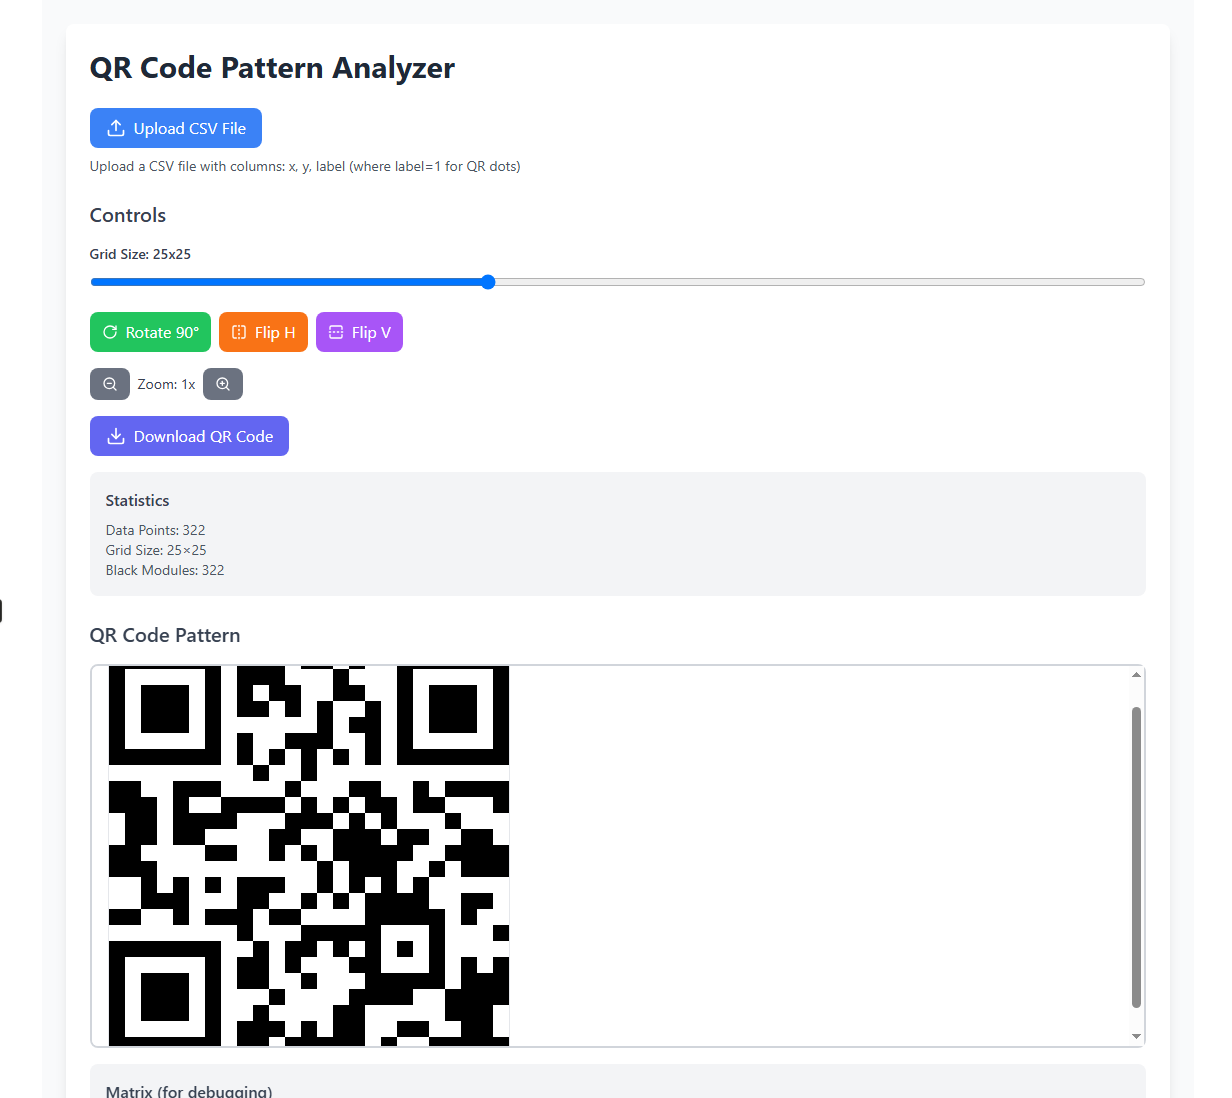 QR Code Pattern Analyzer
Upload CSV File
Upload a CSV file with columns: x, y, label (where label=1 for QR dots)
Controls
Grid Size: 25x25
Rotate 90°
Flip H
Flip V
Zoom: 1x
Download QR Code
Statistics
Data Points: 322
Grid Size: 25×25
Black Modules: 322
QR Code Pattern
Matrix (for debugging)